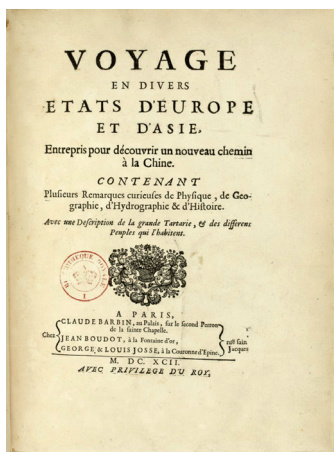 VOYAGE
EN DIVERS
ETATS D'EUROPE
ET D'ASIE,
Entrepris pour découvrir un nouveau chemin
à la Chine.
CONTENANT
Plusieurs Remarques curieuses de Physique, de Geo-
graphie, d'Hydrographie & d'Histoire.
Avec une Description de la grande Tartarie, & des differens
Peuples qui l'habitent.
A PARIS,
Chez
CLAUDE BARBIN, au Palais, sur le second Perron
de la sainte Chapelle.
JEAN BOUDOT, à la Fontaine d'or,
GEORGE & LOUIS JOSSE, à la Couronne d'Epine,
ruë sain
Jacques
M. DC. XCII.
AVEC PRIVILEGE DU ROY,